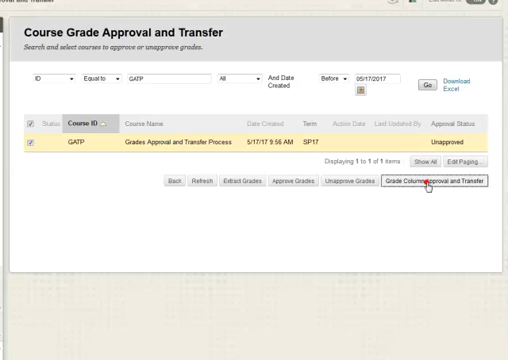 Course Grade Approval and Transfer
Search and select courses to approve or unapprove grades.
ID Equal to GATP All And Date Created Before 05/17/2017 Go Download Excel
Status Course ID Course Name Date Created Term Action Date Last Updated By Approval Status
GATP Grades Approval and Transfer Process 5/17/17 9:56 AM SP17 Unapproved
Displaying 1 to 1 of 1 items Show All Edit Paging...
Back Refresh Extract Grades Approve Grades Unapprove Grades Grade Column Approval and Transfer